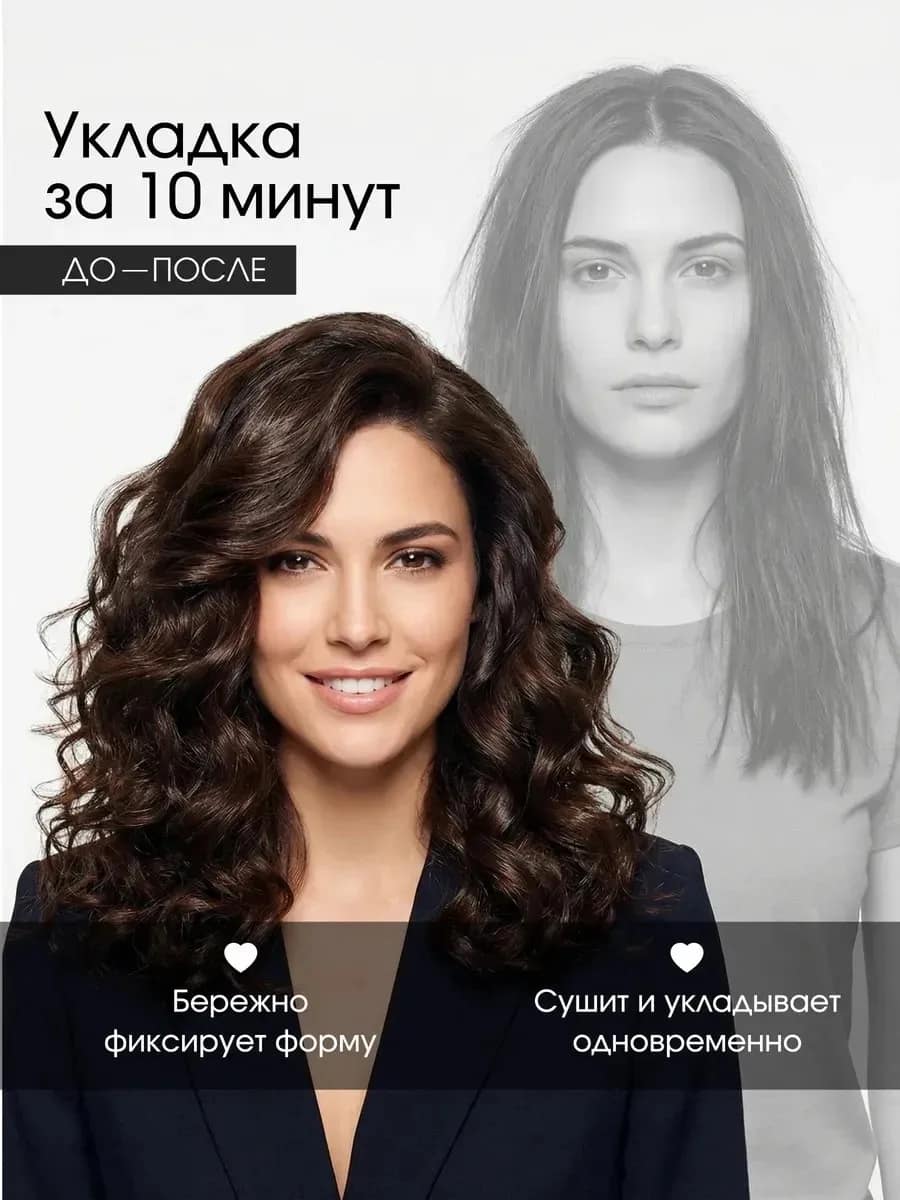 Укладка
за 10 минут
ДО—ПОСЛЕ
Бережно
фиксирует форму
Сушит и укладывает
одновременно